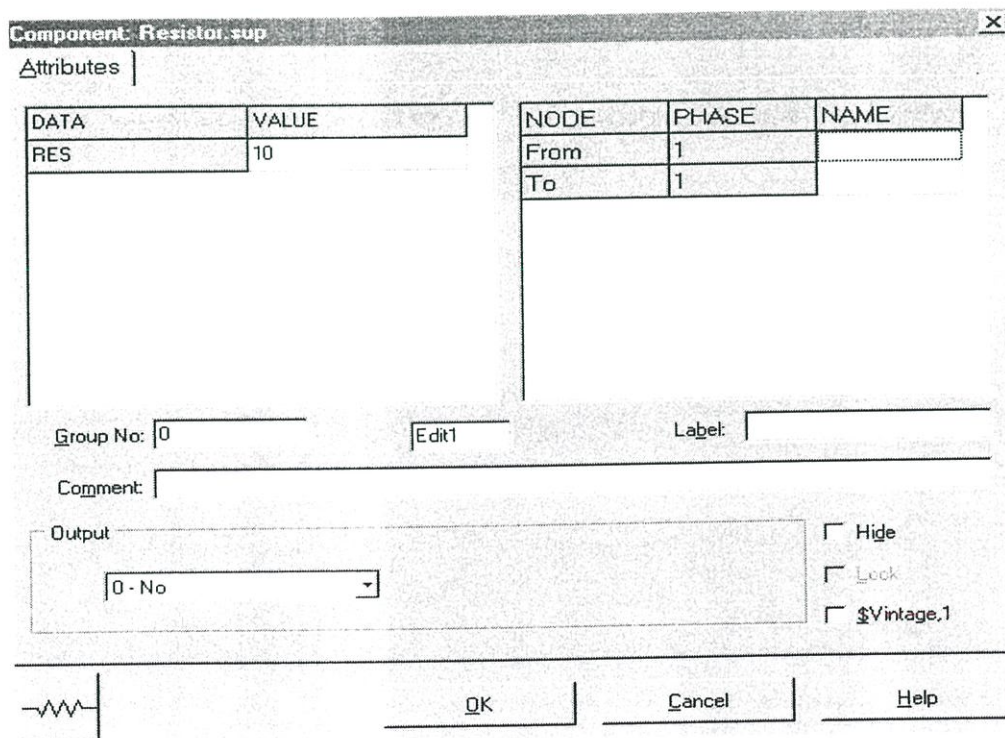 Component: Resistor.sup
Attributes
DATA VALUE
RES 10
NODE PHASE NAME
From 1
To 1
Group No: 0
Edit1
Label:
Comment:
Output
0 - No
Hide
Lock
$Vintage,1
OK
Cancel
Help